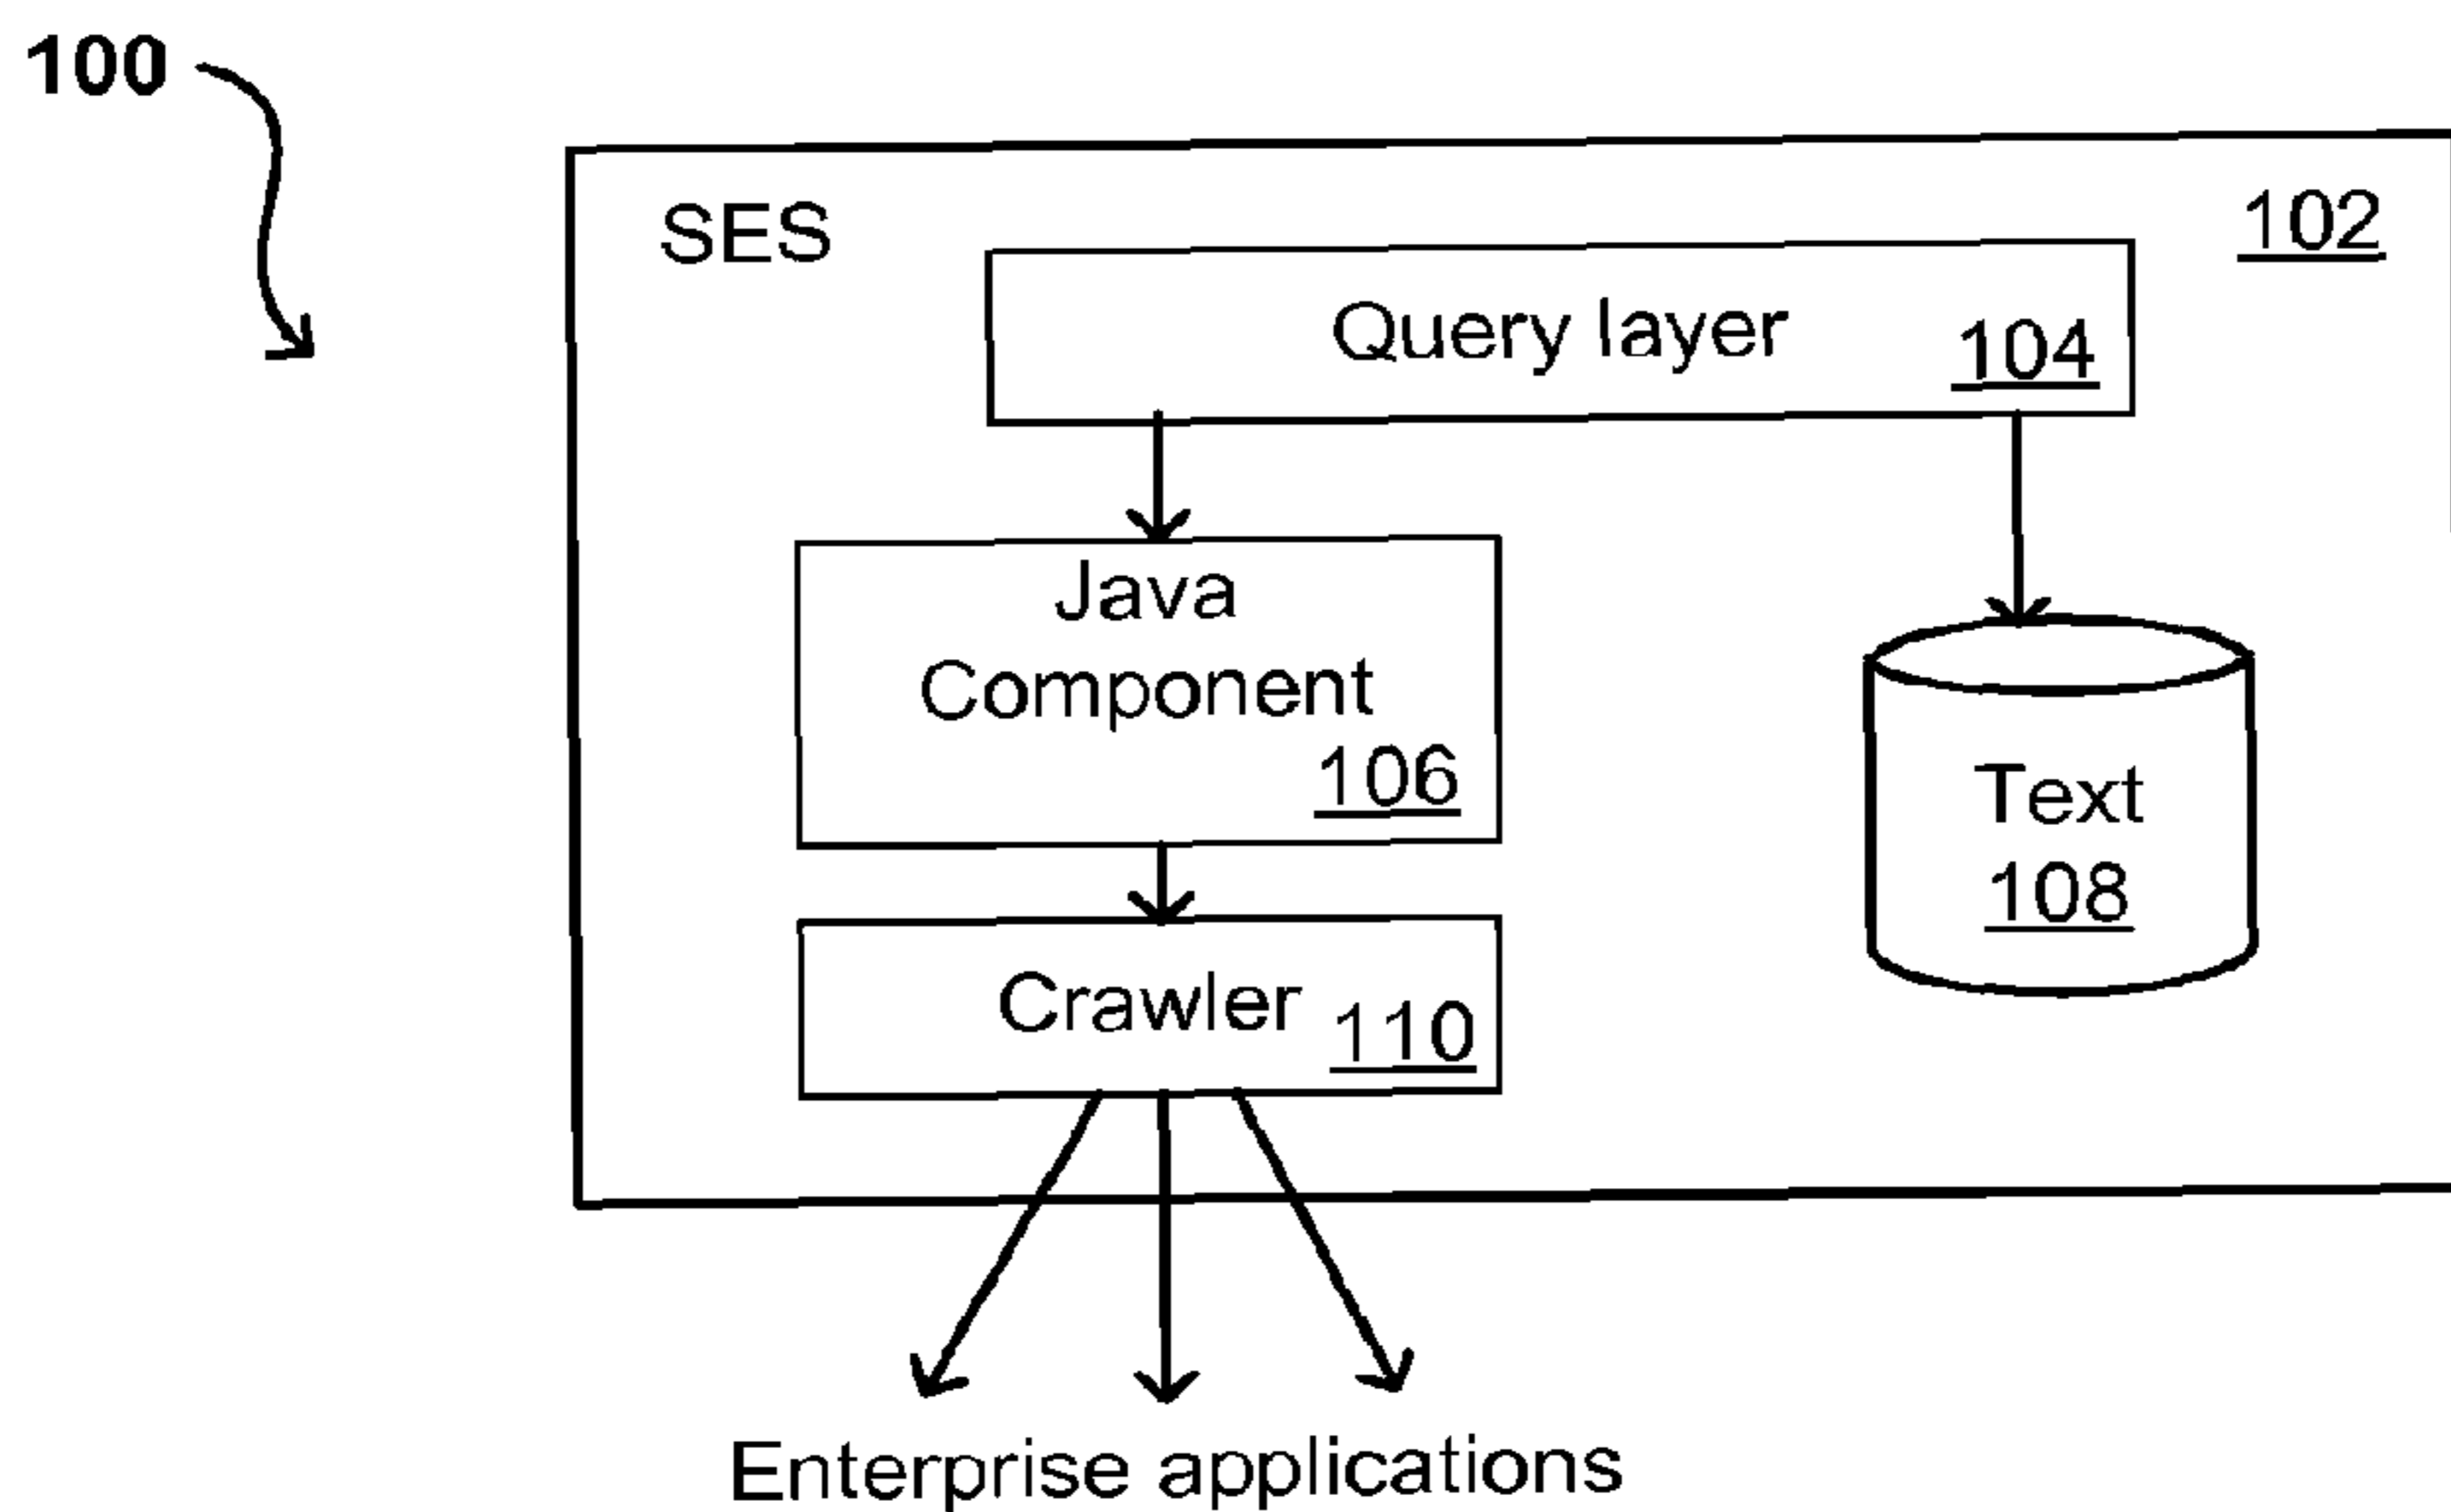 100
SES
102
Query layer
104
Java
Component
106
Text
108
Crawler
110
Enterprise applications